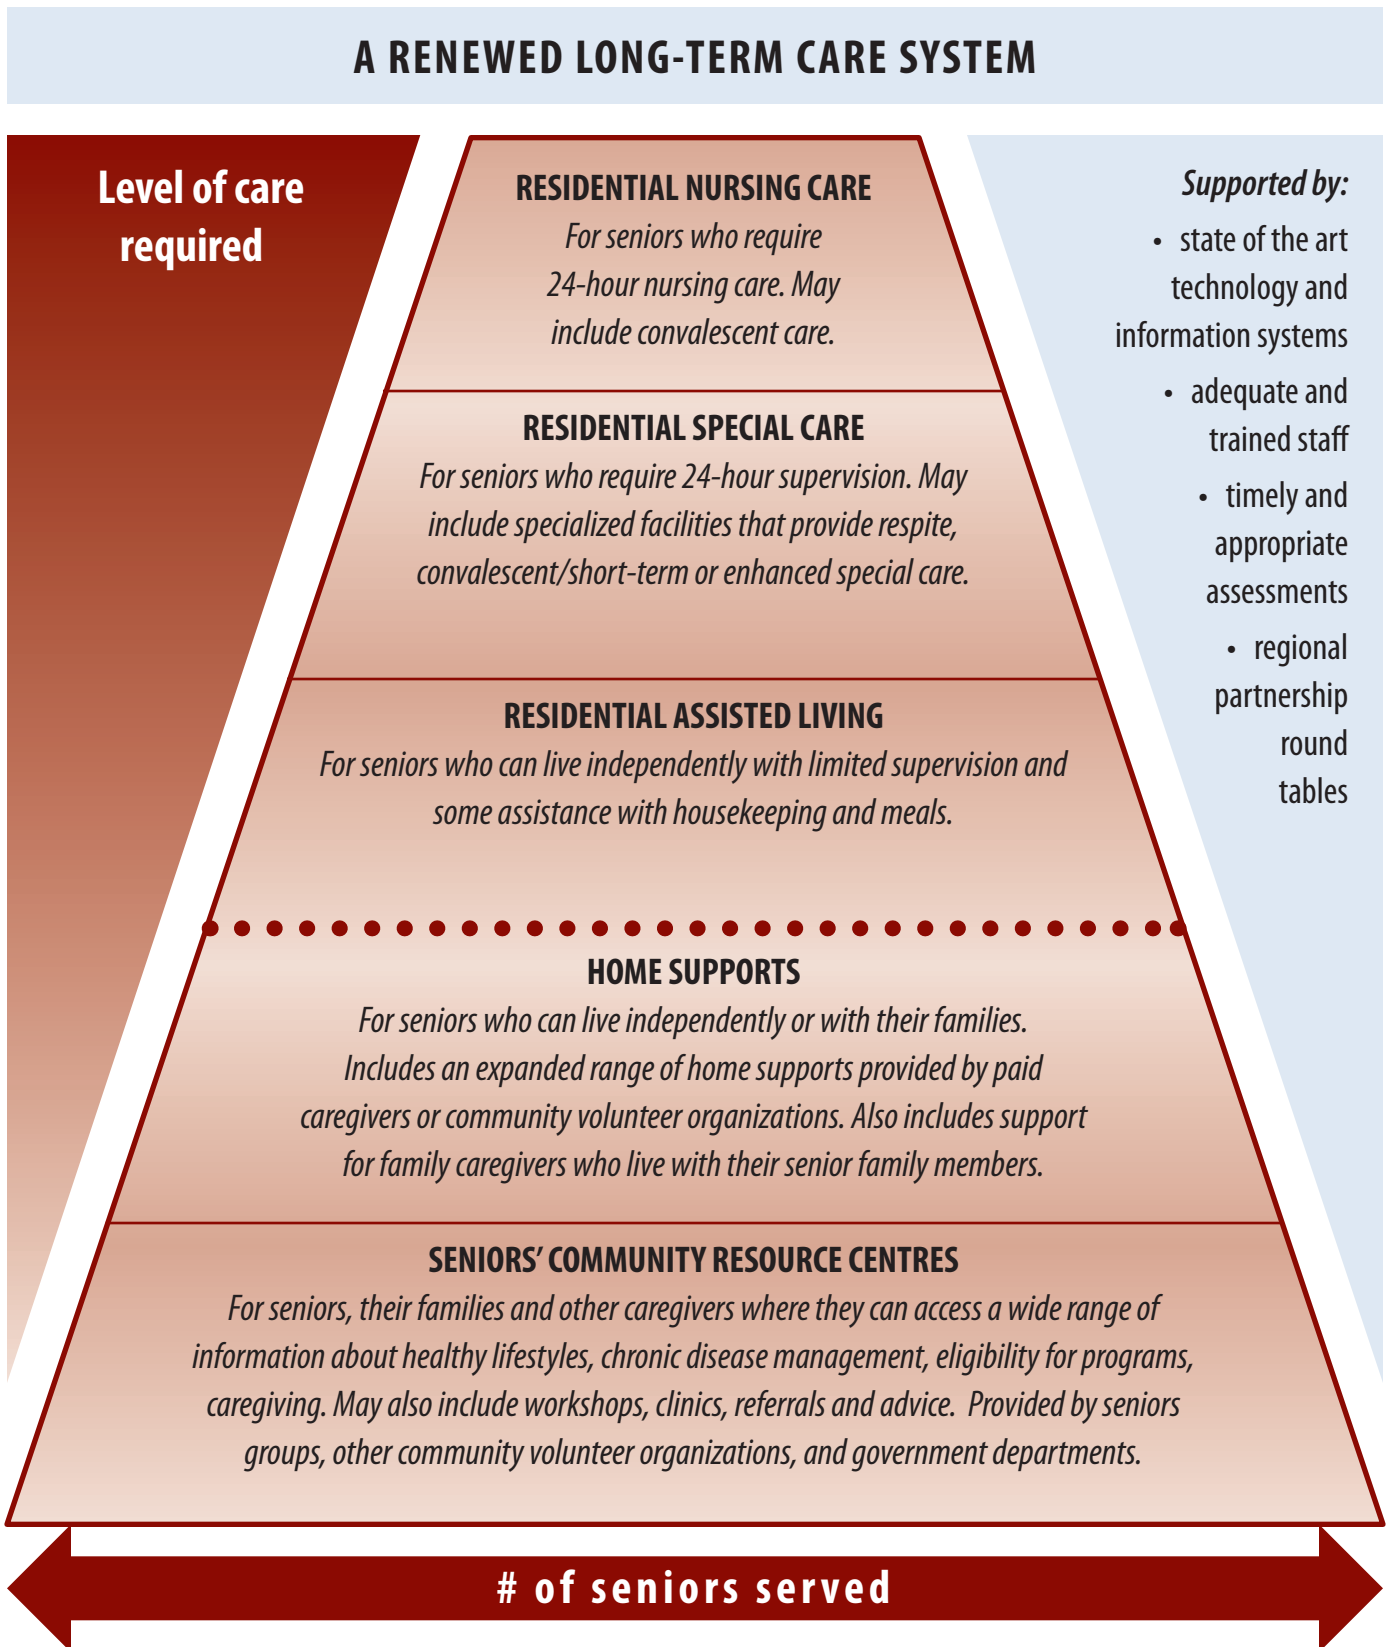 A RENEWED LONG-TERM CARE SYSTEM
Level of care
required
RESIDENTIAL NURSING CARE
For seniors who require
24-hour nursing care. May
include convalescent care.
RESIDENTIAL SPECIAL CARE
For seniors who require 24-hour supervision. May
include specialized facilities that provide respite,
convalescent/short-term or enhanced special care.
RESIDENTIAL ASSISTED LIVING
For seniors who can live independently with limited supervision and
some assistance with housekeeping and meals.
HOME SUPPORTS
For seniors who can live independently or with their families.
Includes an expanded range of home supports provided by paid
caregivers or community volunteer organizations. Also includes support
for family caregivers who live with their senior family members.
SENIORS’ COMMUNITY RESOURCE CENTRES
For seniors, their families and other caregivers where they can access a wide range of
information about healthy lifestyles, chronic disease management, eligibility for programs,
caregiving. May also include workshops, clinics, referrals and advice. Provided by seniors
groups, other community volunteer organizations, and government departments.
Supported by:
• state of the art
technology and
information systems
• adequate and
trained staff
• timely and
appropriate
assessments
• regional
partnership
round
tables
# of seniors served